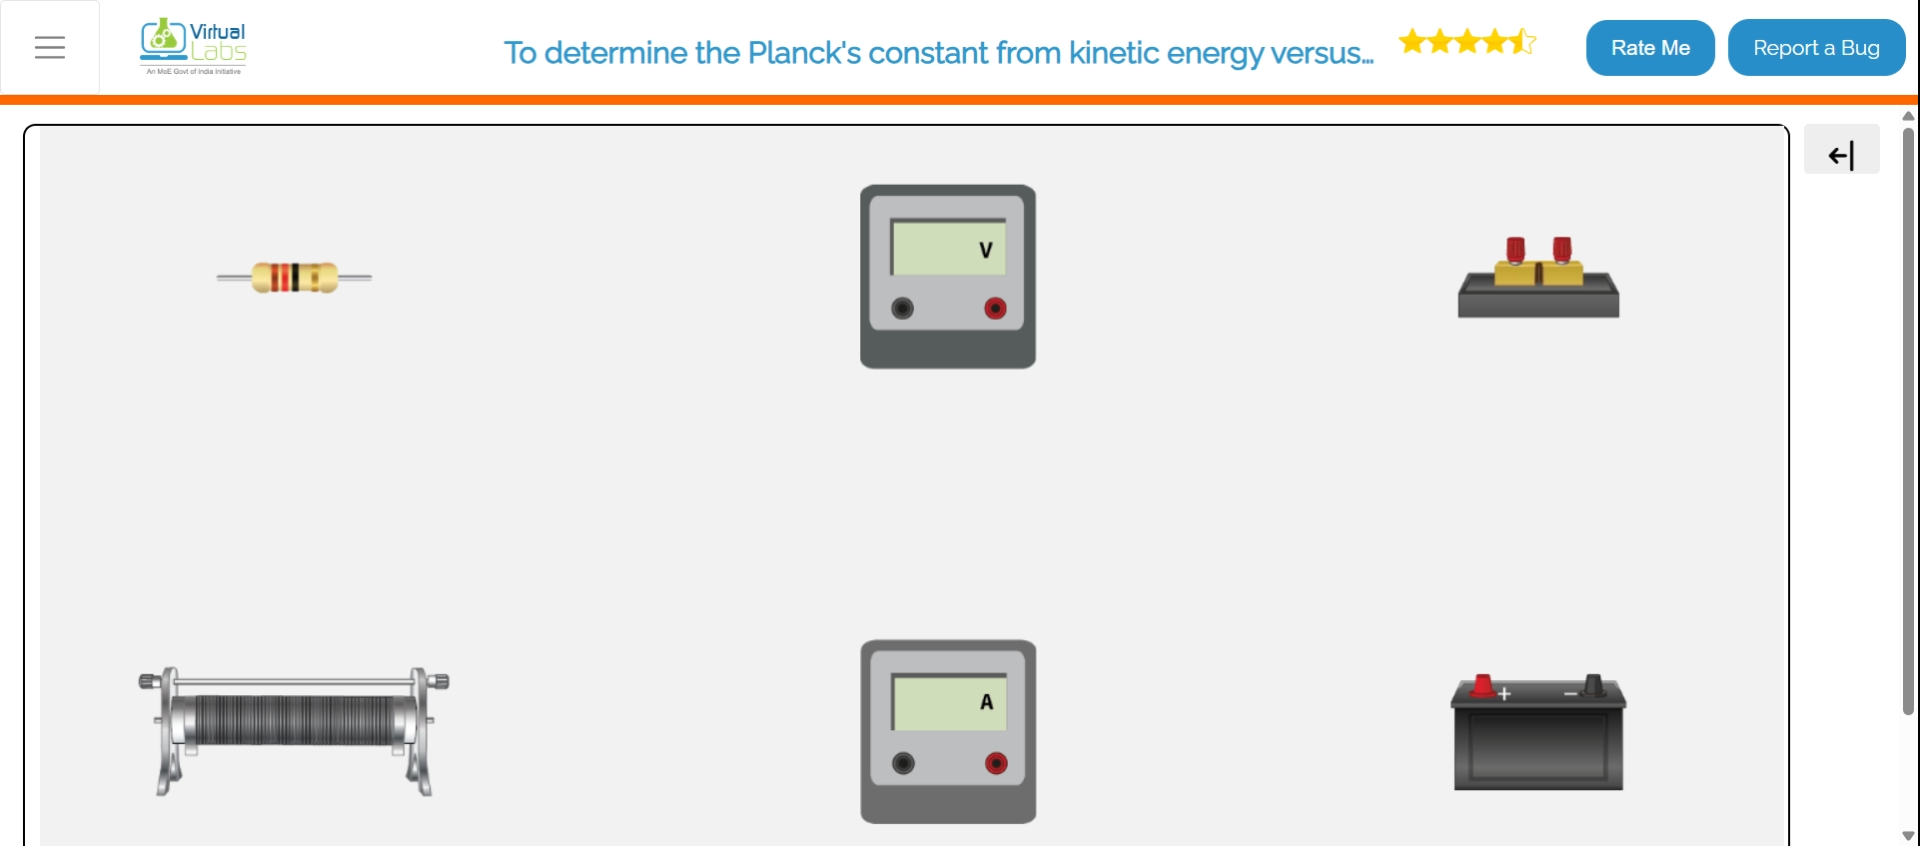 Virtual
Labs
An MoE Govt of India Initiative
To determine the Planck's constant from kinetic energy versus...
Rate Me
Report a Bug
V
A
+ −